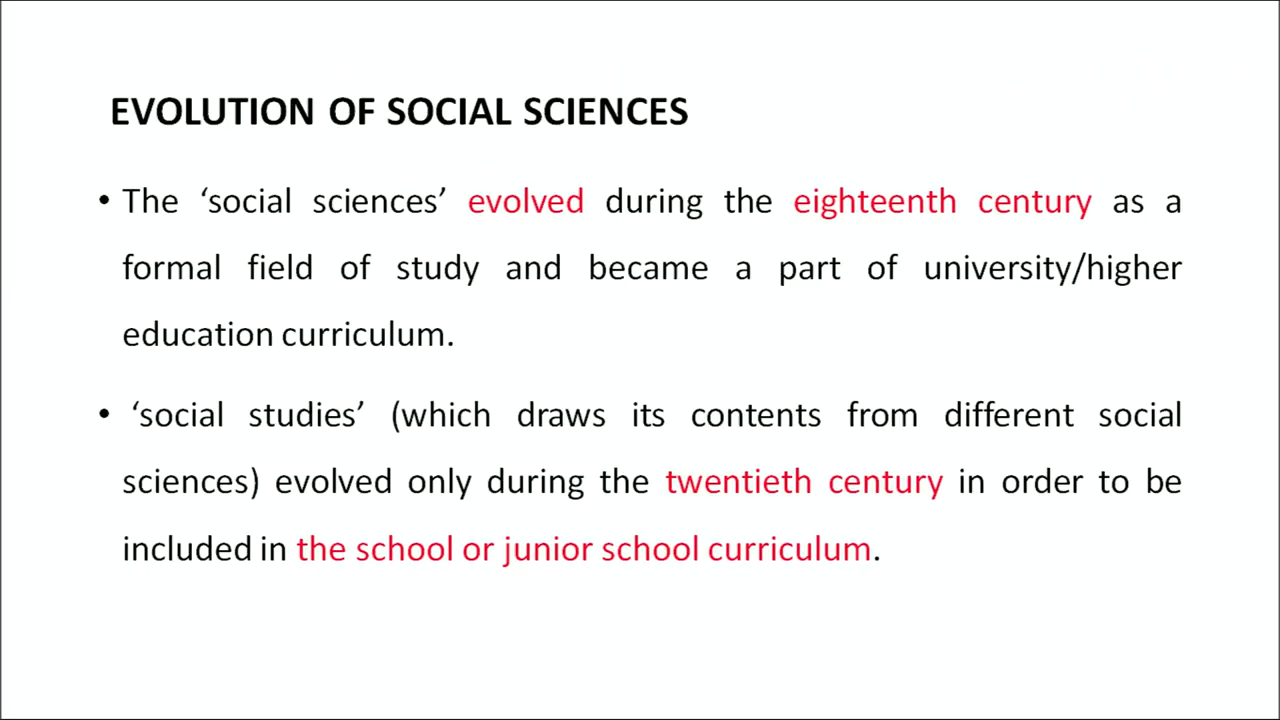 EVOLUTION OF SOCIAL SCIENCES
• The ‘social sciences’ evolved during the eighteenth century as a
formal field of study and became a part of university/higher
education curriculum.
• ‘social studies’ (which draws its contents from different social
sciences) evolved only during the twentieth century in order to be
included in the school or junior school curriculum.